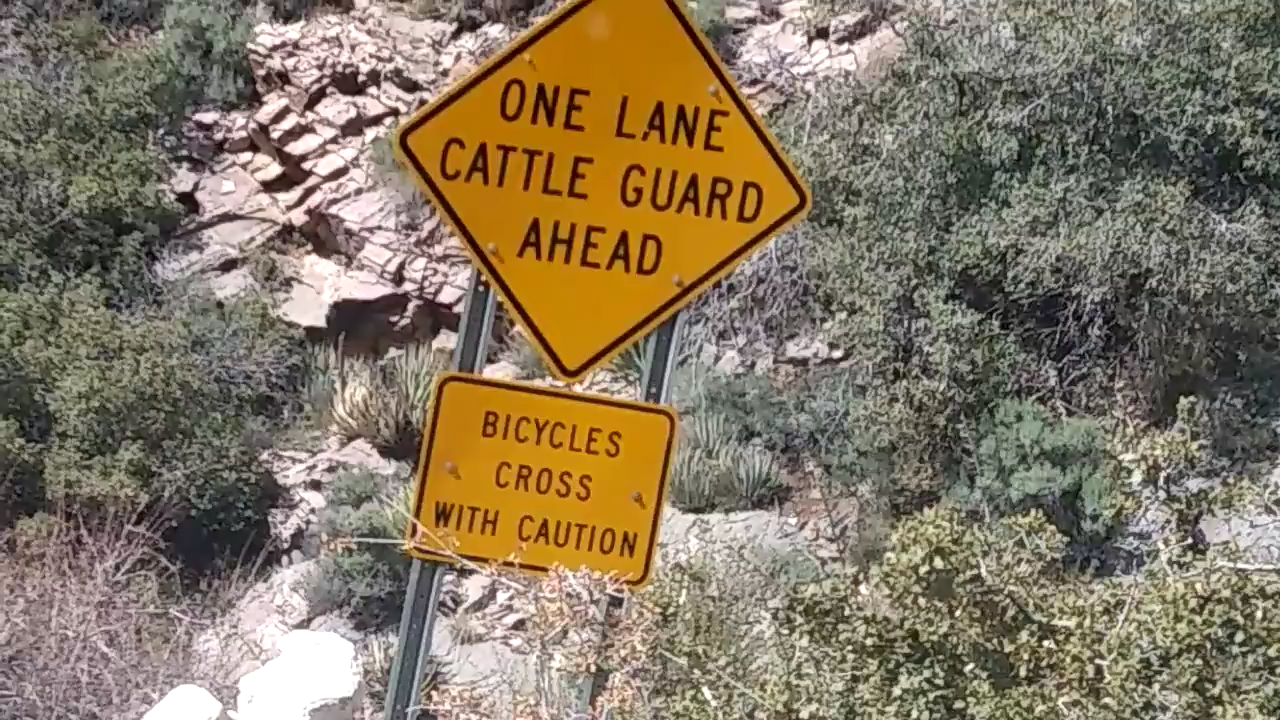 ONE LANE
CATTLE GUARD
AHEAD
BICYCLES
CROSS
WITH CAUTION